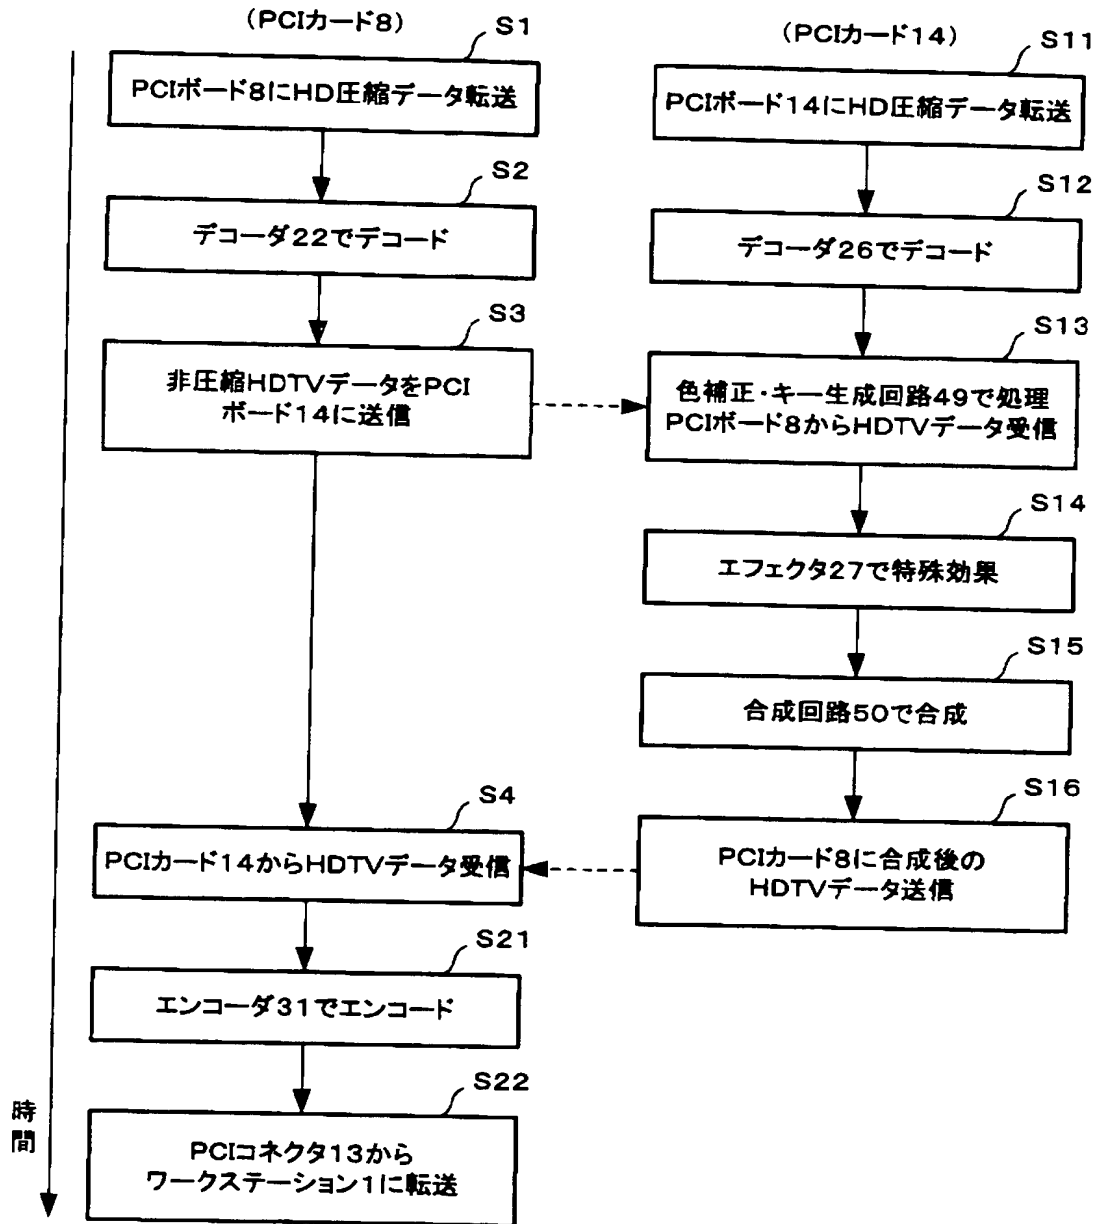 (PCIカード8)
S1
PCIボード8にHD圧縮データ転送
S2
デコーダ22でデコード
S3
非圧縮HDTVデータをPCI
ボード14に送信
S4
PCIカード14からHDTVデータ受信
S21
エンコーダ31でエンコード
S22
PCIコネクタ13から
ワークステーション1に転送
(PCIカード14)
S11
PCIボード14にHD圧縮データ転送
S12
デコーダ26でデコード
S13
色補正・キー生成回路49で処理
PCIボード8からHDTVデータ受信
S14
エフェクタ27で特殊効果
S15
合成回路50で合成
S16
PCIカード8に合成後の
HDTVデータ送信
時間